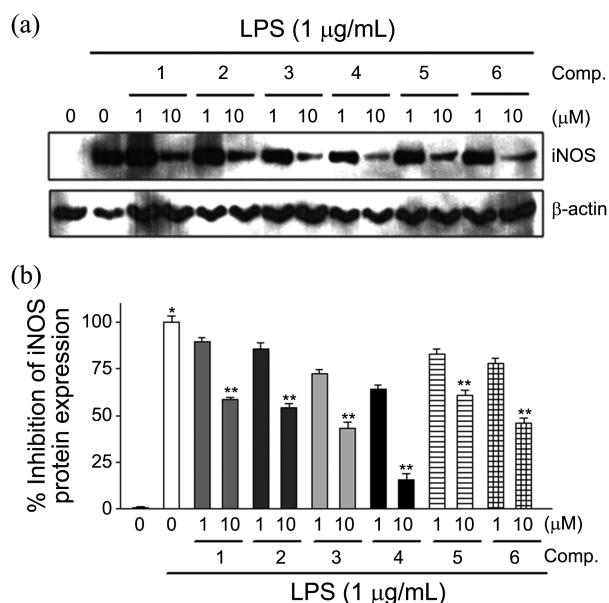 (a)
LPS (1 μg/mL)
1 2 3 4 5 6 Comp.
0 0 1 10 1 10 1 10 1 10 1 10 1 10 (μM)
iNOS
β-actin
(b)
% Inhibition of iNOS
protein expression
100
75
50
25
0
* ** ** ** ** ** **
0 0 1 10 1 10 1 10 1 10 1 10 1 10 (μM)
1 2 3 4 5 6 Comp.
LPS (1 μg/mL)